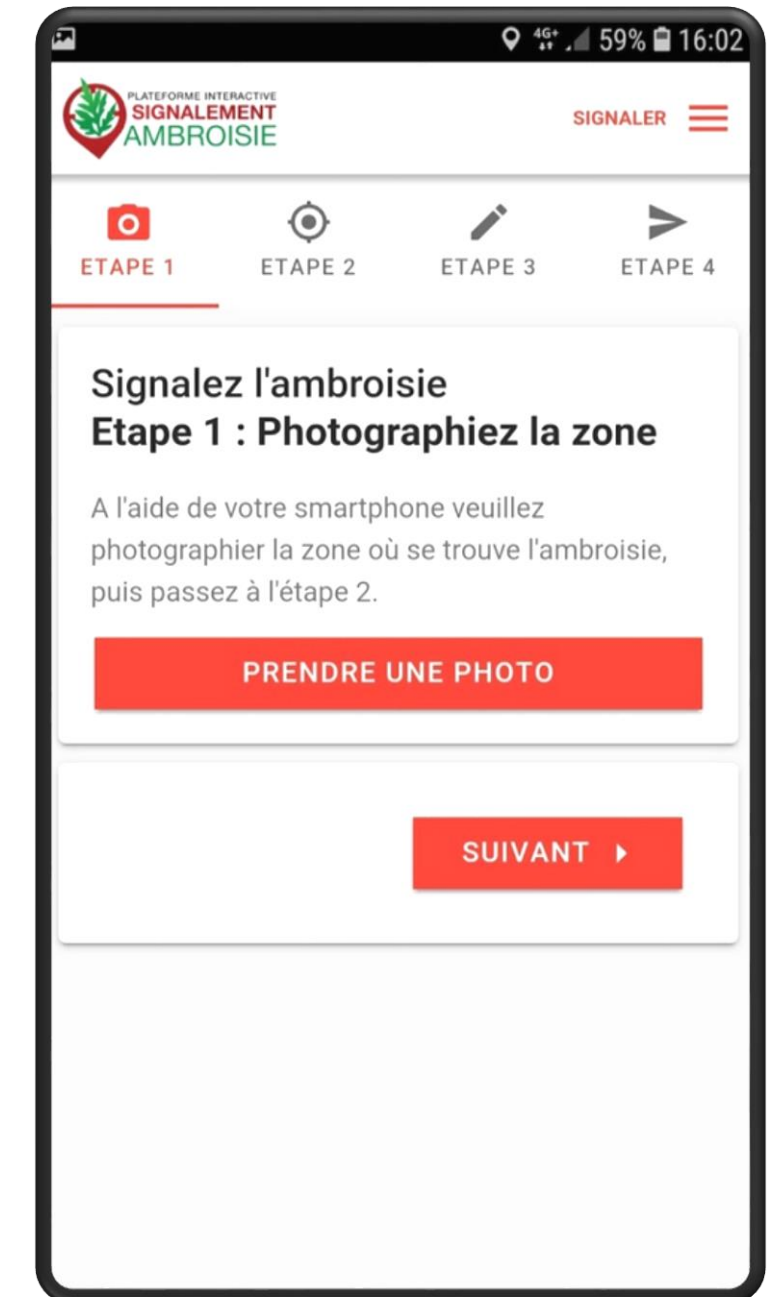 4G+ 59% 16:02
PLATEFORME INTERACTIVE
SIGNALEMENT
AMBROISIE
SIGNALER
ETAPE 1 ETAPE 2 ETAPE 3 ETAPE 4
Signalez l'ambroisie
Etape 1 : Photographiez la zone
A l'aide de votre smartphone veuillez
photographier la zone où se trouve l'ambroisie,
puis passez à l'étape 2.
PRENDRE UNE PHOTO
SUIVANT